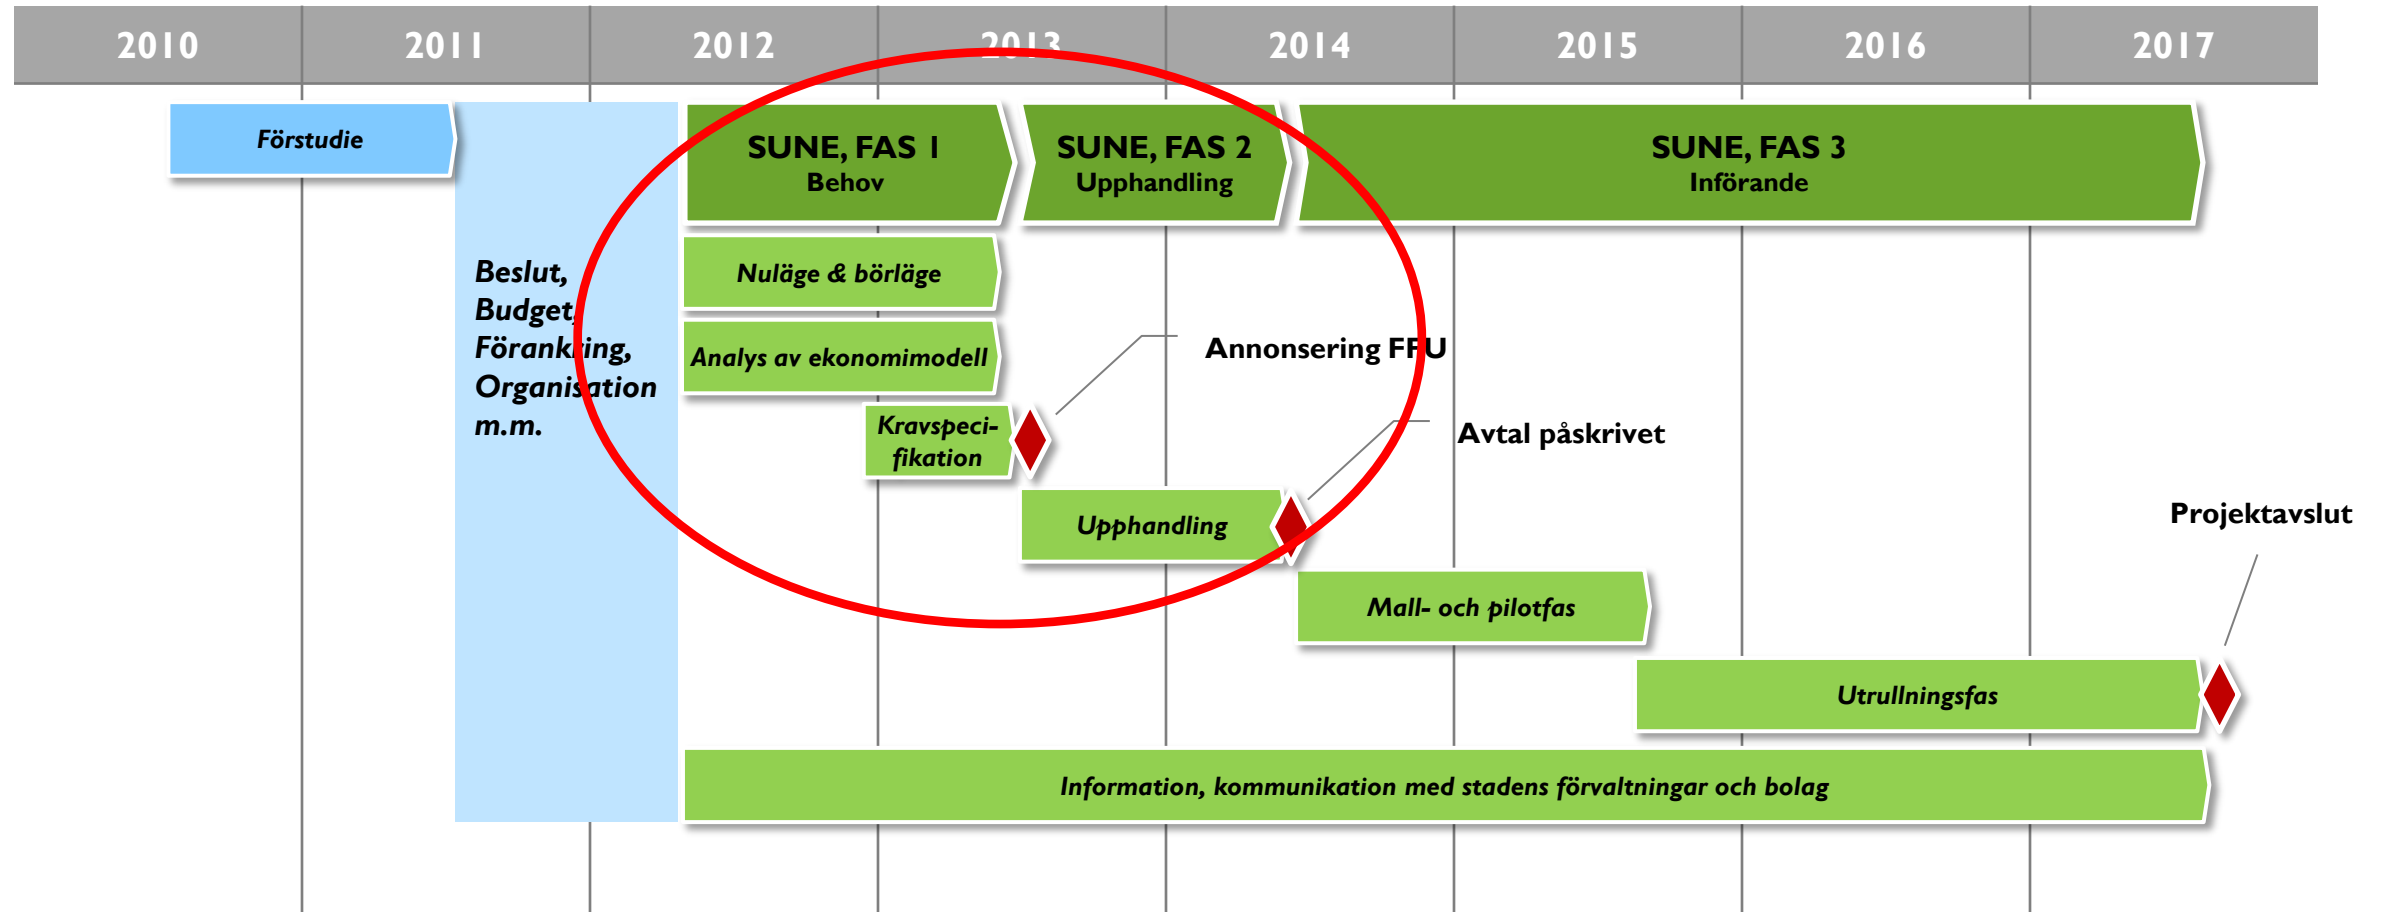 2010 2011 2012 2013 2014 2015 2016 2017
Förstudie
SUNE, FAS 1
Behov
SUNE, FAS 2
Upphandling
SUNE, FAS 3
Införande
Beslut,
Budget,
Förankring,
Organisation
m.m.
Nuläge & börläge
Analys av ekonomimodell
Annonsering FFU
Kravspeci-
fikation
Avtal påskrivet
Upphandling
Projektavslut
Mall- och pilotfas
Utrullningsfas
Information, kommunikation med stadens förvaltningar och bolag